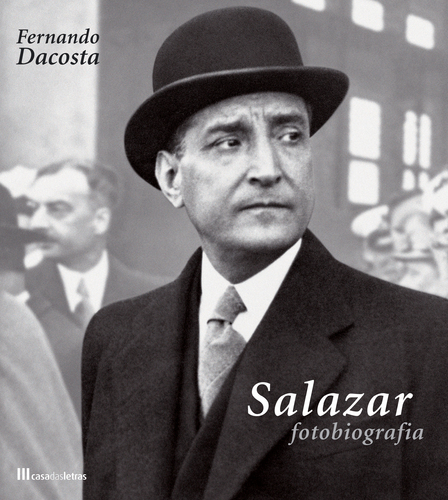 Fernando
Dacosta
Salazar
fotobiografia
casadasletras